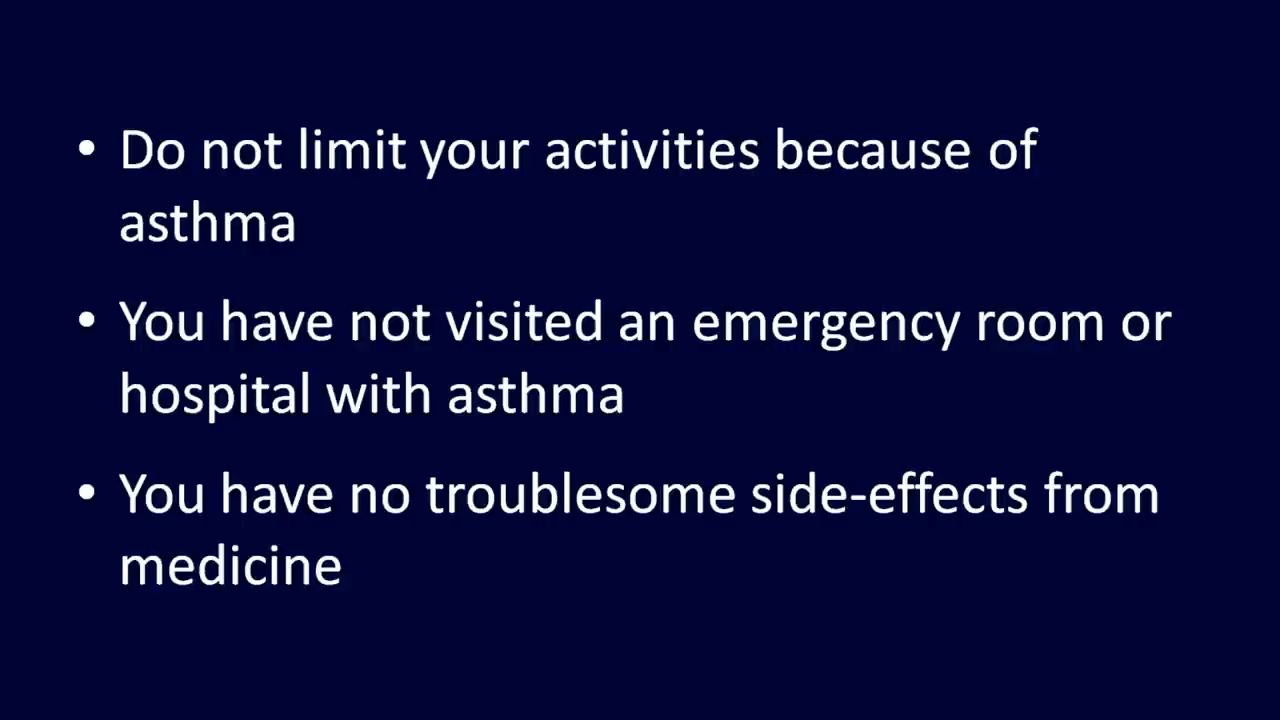 • Do not limit your activities because of
asthma
• You have not visited an emergency room or
hospital with asthma
• You have no troublesome side-effects from
medicine